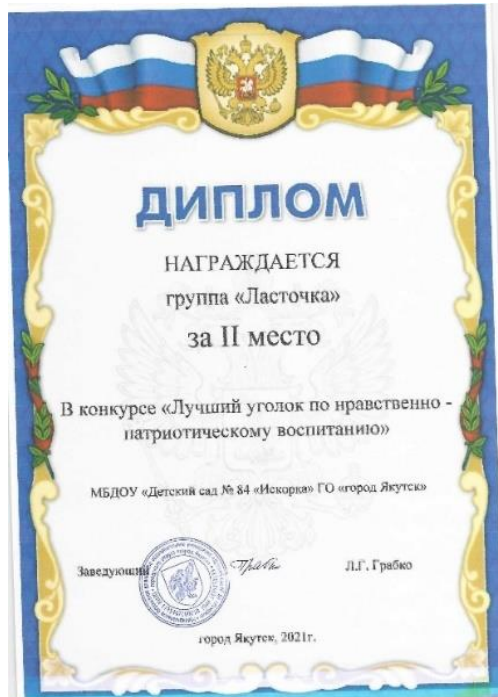 ДИПЛОМ
НАГРАЖДАЕТСЯ
группа «Ласточка»
за II место
В конкурсе «Лучший уголок по нравственно -
патриотическому воспитанию»
МБДОУ «Детский сад № 84 «Искорка» ГО «город Якутск»
Заведующий Л.Г. Грабко
город Якутск, 2021г.